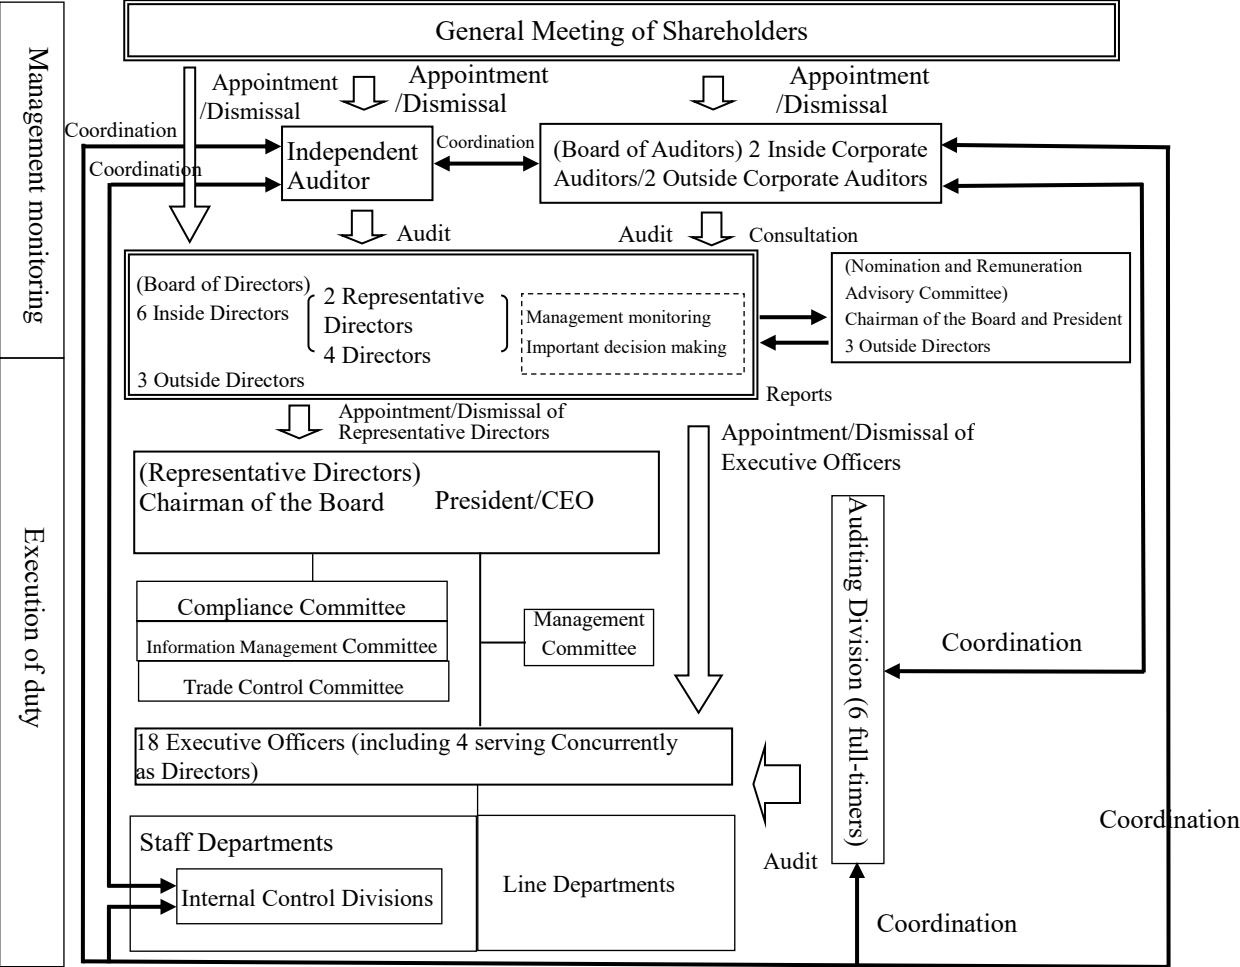 General Meeting of Shareholders
Management monitoring
Appointment
/Dismissal
Appointment
/Dismissal
Appointment
/Dismissal
Coordination
Coordination
Independent
Auditor
Coordination
(Board of Auditors) 2 Inside Corporate
Auditors/2 Outside Corporate Auditors
Audit
Audit
Consultation
(Board of Directors)
6 Inside Directors
2 Representative
Directors
4 Directors
3 Outside Directors
Management monitoring
Important decision making
(Nomination and Remuneration
Advisory Committee)
Chairman of the Board and President
3 Outside Directors
Reports
Execution of duty
Appointment/Dismissal of
Representative Directors
Appointment/Dismissal of
Executive Officers
(Representative Directors)
Chairman of the Board President/CEO
Compliance Committee
Information Management Committee
Trade Control Committee
Management
Committee
Auditing Division (6 full-timers)
Coordination
18 Executive Officers (including 4 serving Concurrently
as Directors)
Coordination
Audit
Staff Departments
Internal Control Divisions
Line Departments
Coordination